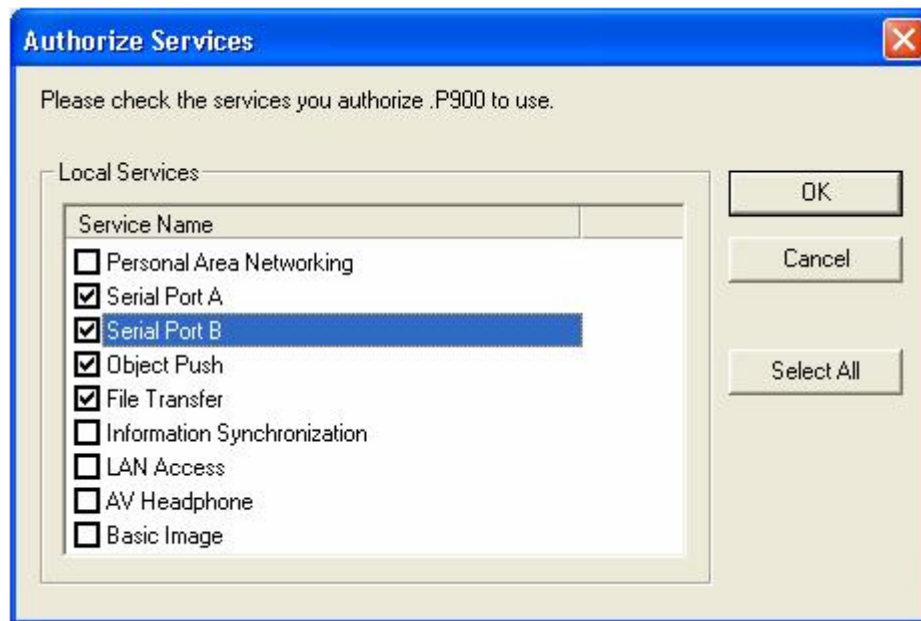 Authorize Services
Please check the services you authorize .P900 to use.
Local Services
Service Name
Personal Area Networking
Serial Port A
Serial Port B
Object Push
File Transfer
Information Synchronization
LAN Access
AV Headphone
Basic Image
OK
Cancel
Select All